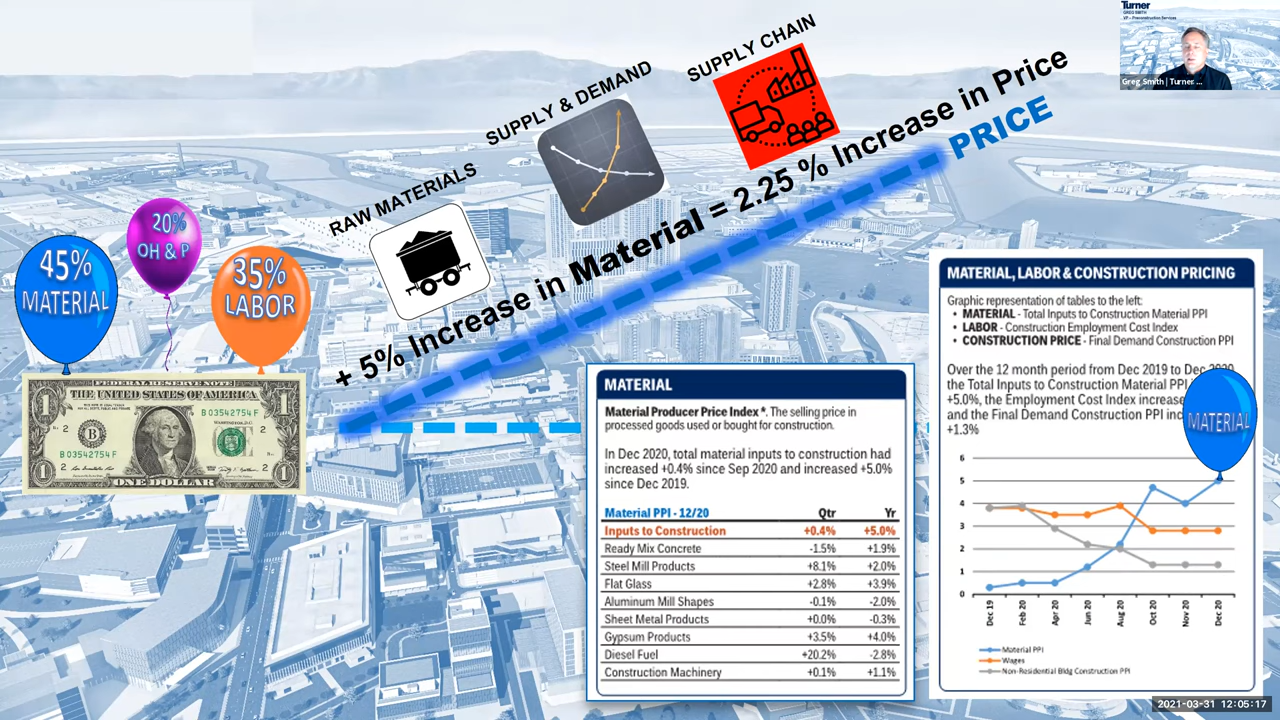 Turner
GREG SMITH
VP – Preconstruction Services
Greg Smith | Turner ...
SUPPLY CHAIN
SUPPLY & DEMAND
RAW MATERIALS
+ 5% Increase in Material = 2.25 % Increase in Price
PRICE
45%
MATERIAL
20%
OH & P
35%
LABOR
FEDERAL RESERVE NOTE
THE UNITED STATES OF AMERICA
B 03542754 F
B 03542754 F
ONE DOLLAR
MATERIAL
Material Producer Price Index *. The selling price in
processed goods used or bought for construction.
In Dec 2020, total material inputs to construction had
increased +0.4% since Sep 2020 and increased +5.0%
since Dec 2019.
Material PPI - 12/20 Qtr Yr
Inputs to Construction +0.4% +5.0%
Ready Mix Concrete -1.5% +1.9%
Steel Mill Products +8.1% +2.0%
Flat Glass +2.8% +3.9%
Aluminum Mill Shapes -0.1% -2.0%
Sheet Metal Products +0.0% -0.3%
Gypsum Products +3.5% +4.0%
Diesel Fuel +20.2% -2.8%
Construction Machinery +0.1% +1.1%
MATERIAL, LABOR & CONSTRUCTION PRICING
Graphic representation of tables to the left:
• MATERIAL - Total Inputs to Construction Material PPI
• LABOR - Construction Employment Cost Index
• CONSTRUCTION PRICE - Final Demand Construction PPI
Over the 12 month period from Dec 2019 to Dec 2020
the Total Inputs to Construction Material PPI
+5.0%, the Employment Cost Index increase
and the Final Demand Construction PPI inc
+1.3%
MATERIAL
6
5
4
3
2
1
0
Dec 19 Feb 20 Apr 20 Jun 20 Aug 20 Oct 20 Nov 20 Dec 20
Material PPI
Wages
Non-Residential Bldg Construction PPI
2021-03-31 12:05:17